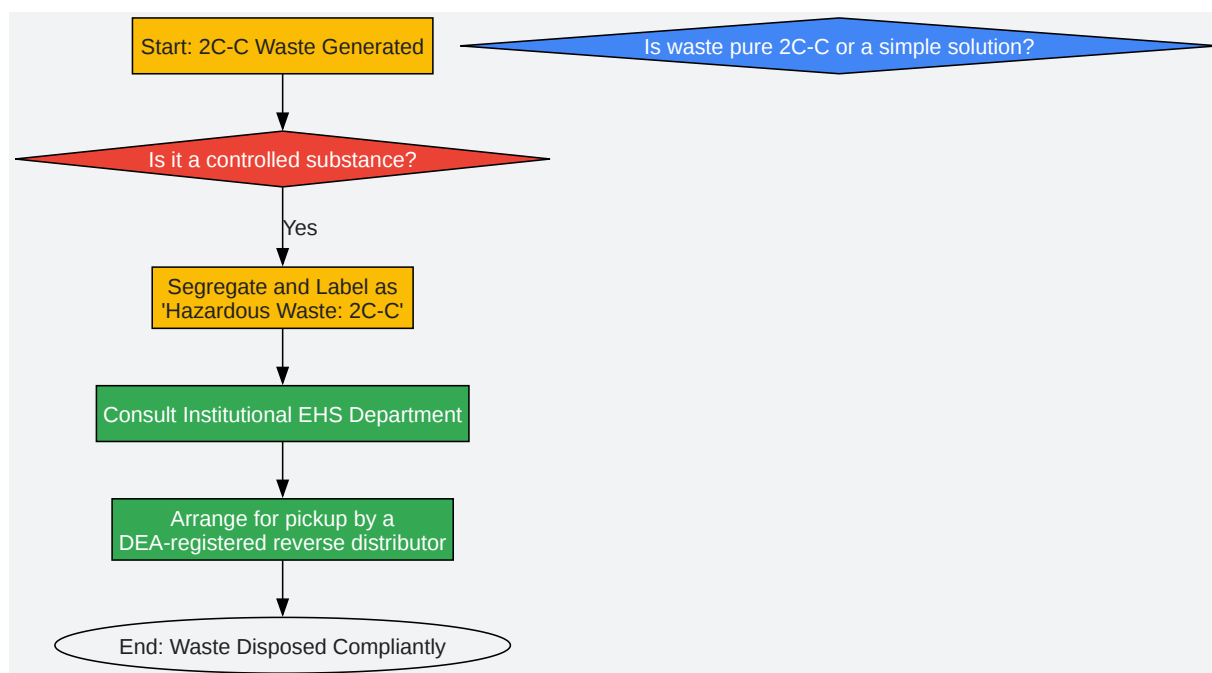 Start: 2C-C Waste Generated
Is waste pure 2C-C or a simple solution?
Is it a controlled substance?
Yes
Segregate and Label as
'Hazardous Waste: 2C-C'
Consult Institutional EHS Department
Arrange for pickup by a
DEA-registered reverse distributor
End: Waste Disposed Compliantly